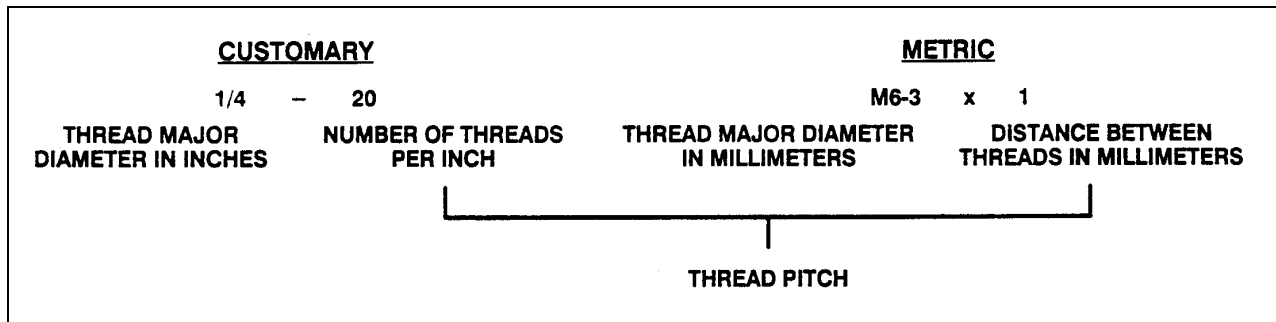 CUSTOMARY
1/4 – 20
THREAD MAJOR
DIAMETER IN INCHES
NUMBER OF THREADS
PER INCH
METRIC
M6-3 x 1
THREAD MAJOR DIAMETER
IN MILLIMETERS
DISTANCE BETWEEN
THREADS IN MILLIMETERS
THREAD PITCH